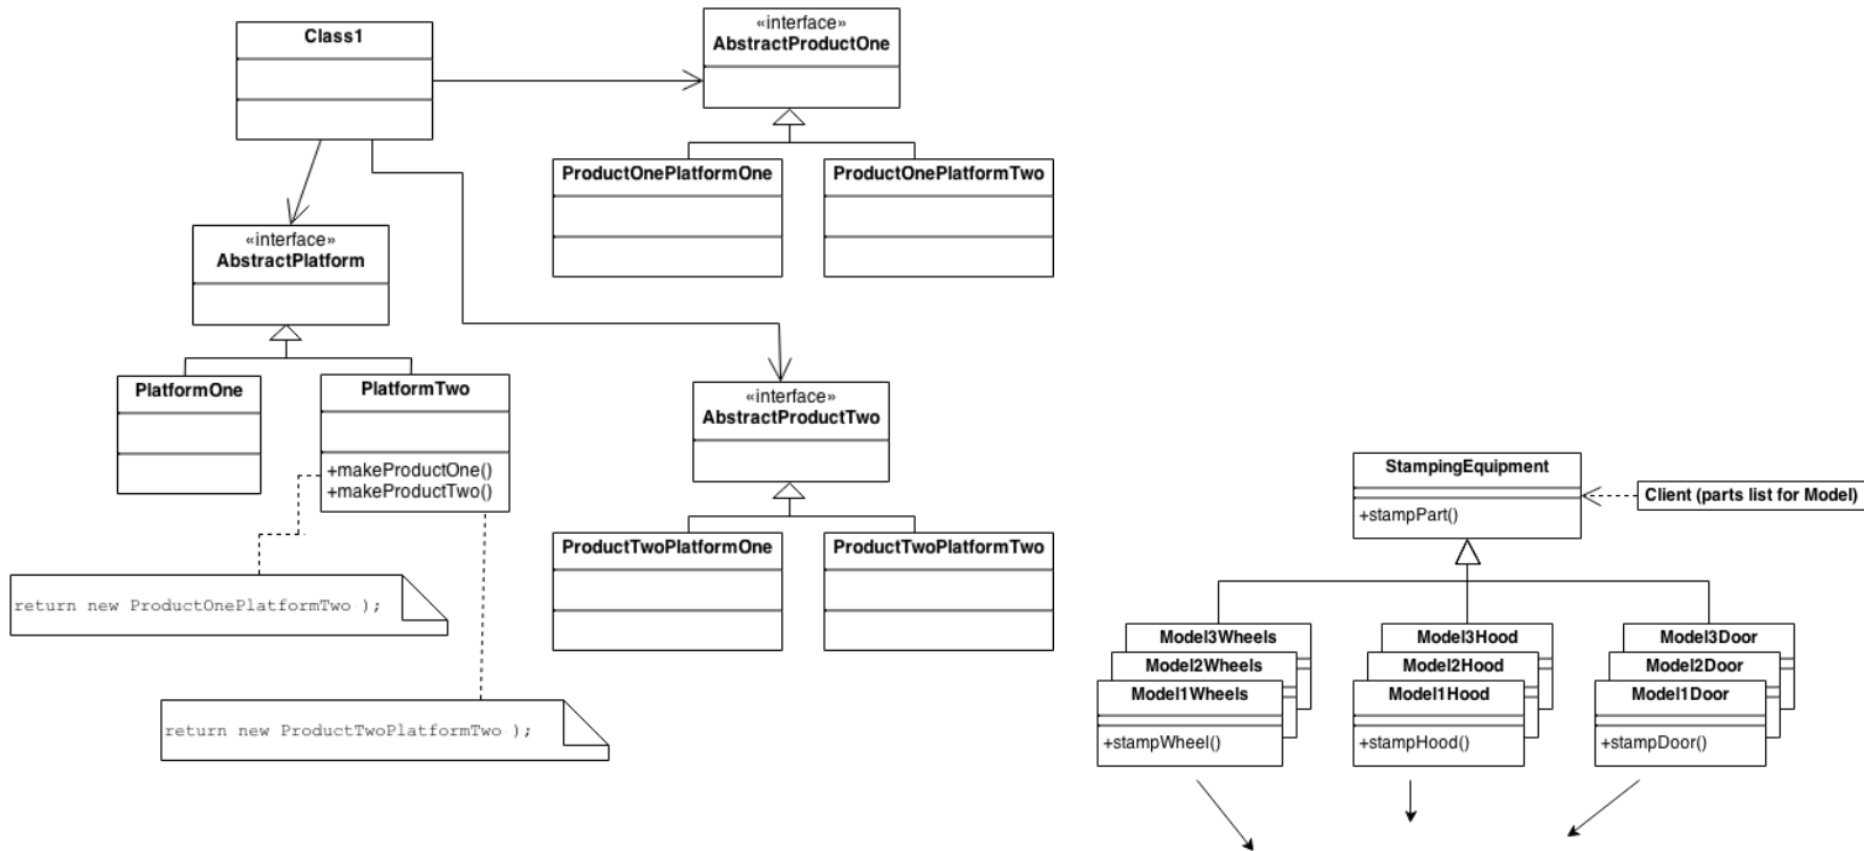 Class1
«interface»
AbstractProductOne
ProductOnePlatformOne
ProductOnePlatformTwo
«interface»
AbstractPlatform
PlatformOne
PlatformTwo
+makeProductOne()
+makeProductTwo()
«interface»
AbstractProductTwo
ProductTwoPlatformOne
ProductTwoPlatformTwo
return new ProductOnePlatformTwo );
return new ProductTwoPlatformTwo );
StampingEquipment
+stampPart()
Client (parts list for Model)
Model3Wheels
Model2Wheels
Model1Wheels
+stampWheel()
Model3Hood
Model2Hood
Model1Hood
+stampHood()
Model3Door
Model2Door
Model1Door
+stampDoor()